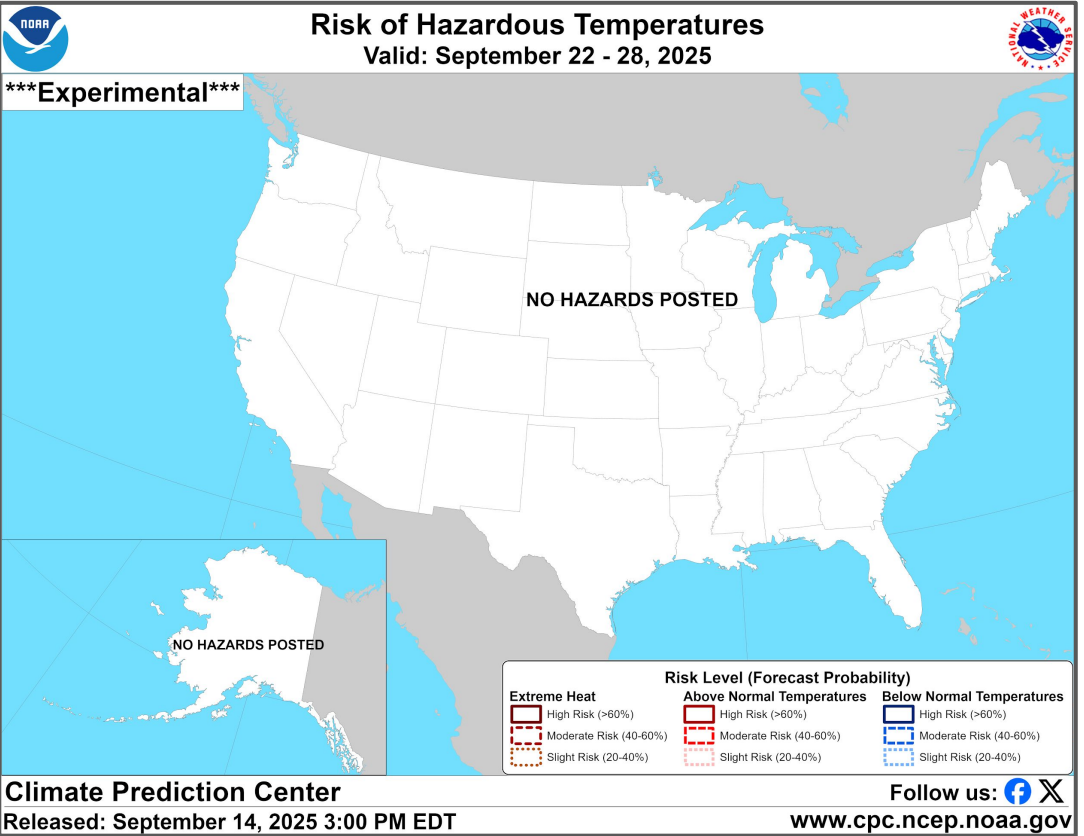 NOAA
Risk of Hazardous Temperatures
Valid: September 22 - 28, 2025
NATIONAL WEATHER SERVICE
***Experimental***
NO HAZARDS POSTED
NO HAZARDS POSTED
Risk Level (Forecast Probability)
Extreme Heat
High Risk (>60%)
Moderate Risk (40-60%)
Slight Risk (20-40%)
Above Normal Temperatures
High Risk (>60%)
Moderate Risk (40-60%)
Slight Risk (20-40%)
Below Normal Temperatures
High Risk (>60%)
Moderate Risk (40-60%)
Slight Risk (20-40%)
Climate Prediction Center
Follow us:
Released: September 14, 2025 3:00 PM EDT
www.cpc.ncep.noaa.gov